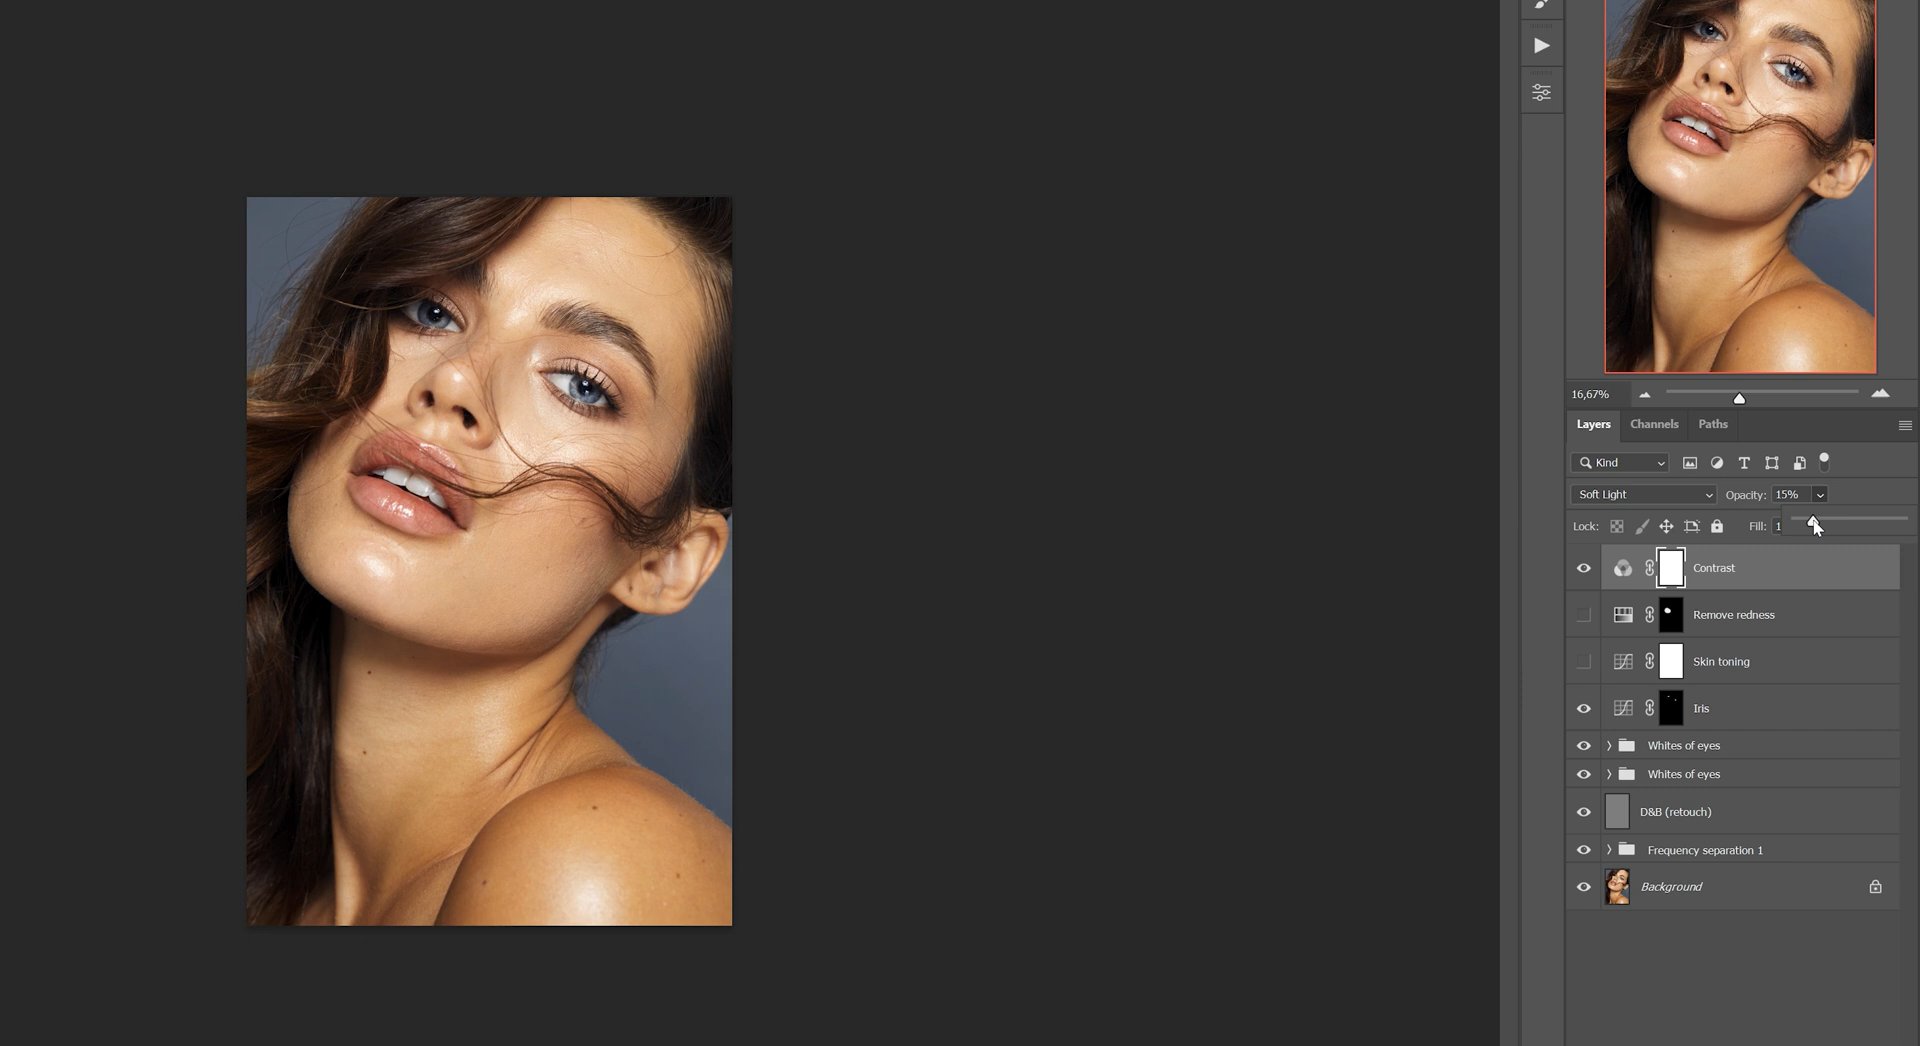 16,67%
Layers Channels Paths
Kind
Soft Light Opacity: 15%
Lock: Fill: 1
Contrast
Remove redness
Skin toning
Iris
Whites of eyes
Whites of eyes
D&B (retouch)
Frequency separation 1
Background